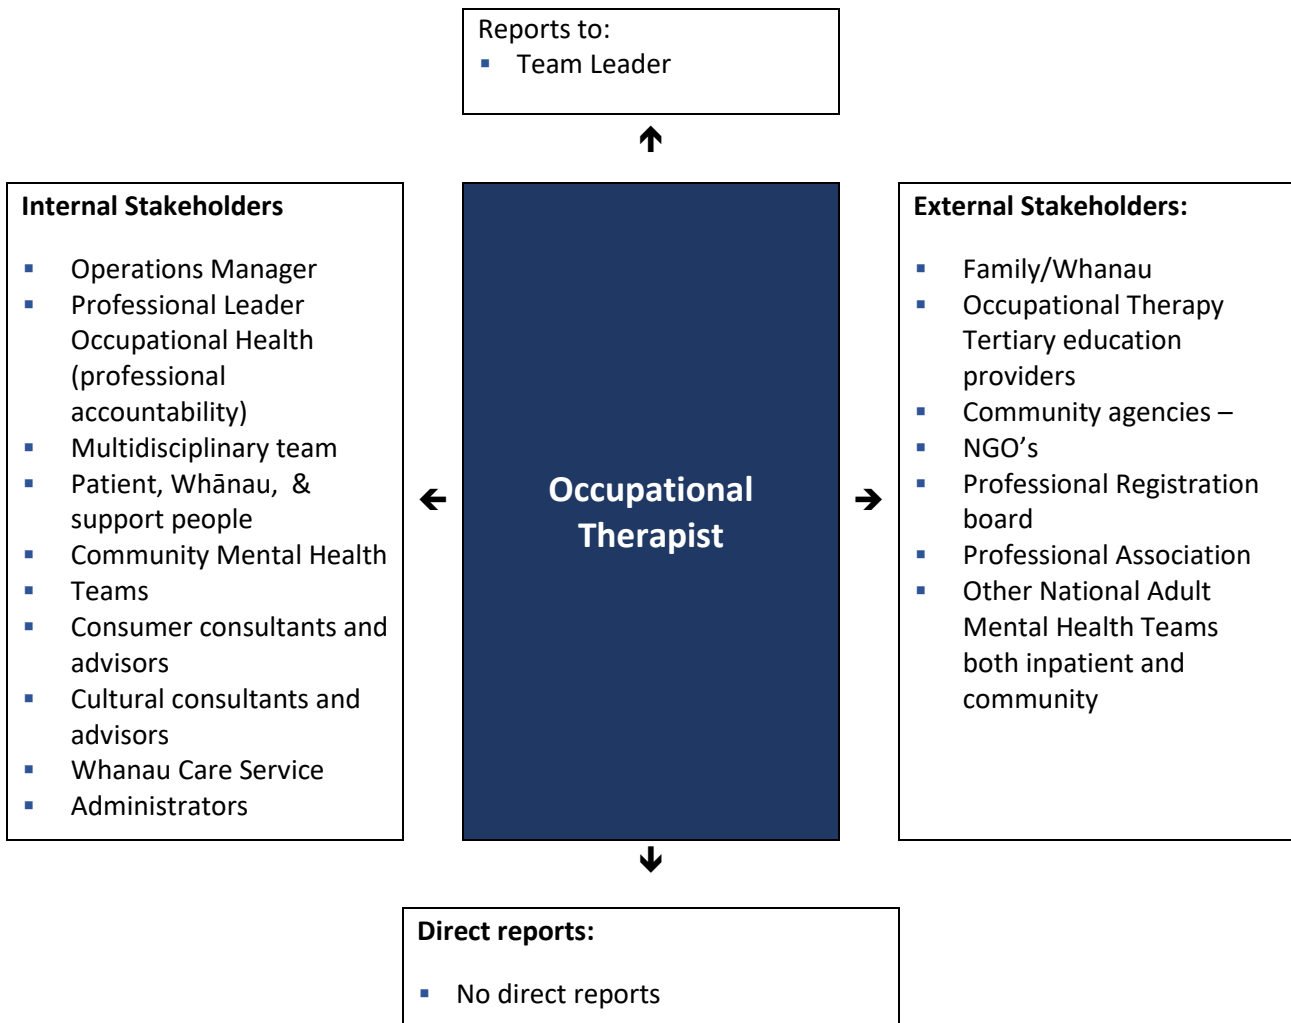 Reports to:
▪ Team Leader
Internal Stakeholders
▪ Operations Manager
▪ Professional Leader
Occupational Health
(professional
accountability)
▪ Multidisciplinary team
▪ Patient, Whānau, &
support people
▪ Community Mental Health
▪ Teams
▪ Consumer consultants and
advisors
▪ Cultural consultants and
advisors
▪ Whanau Care Service
▪ Administrators
Occupational
Therapist
External Stakeholders:
▪ Family/Whanau
▪ Occupational Therapy
Tertiary education
providers
▪ Community agencies –
▪ NGO’s
▪ Professional Registration
board
▪ Professional Association
▪ Other National Adult
Mental Health Teams
both inpatient and
community
Direct reports:
▪ No direct reports